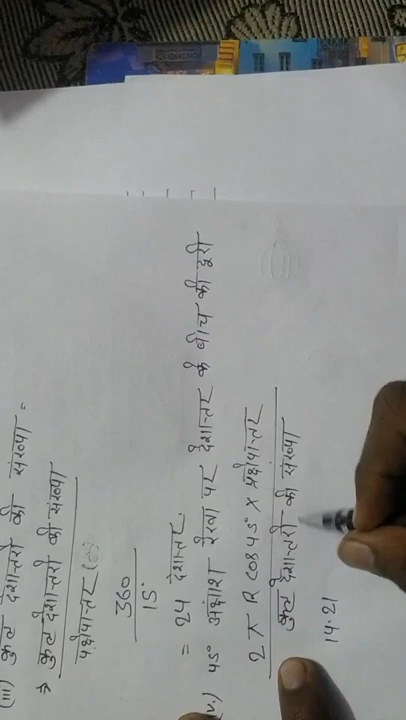 (iii) कुल देशान्तरो की संख्या =
⇒ कुल देशान्तरो की संख्या
प्रक्षेपान्तर
360
15°
= 24 देशान्तर.
(iv.) 45° अक्षांश रेखा पर देशान्तर के बीच की दूरी
2 π R cos 45° x प्रक्षेपान्तर
कुल देशान्तरो की संख्या
14.21